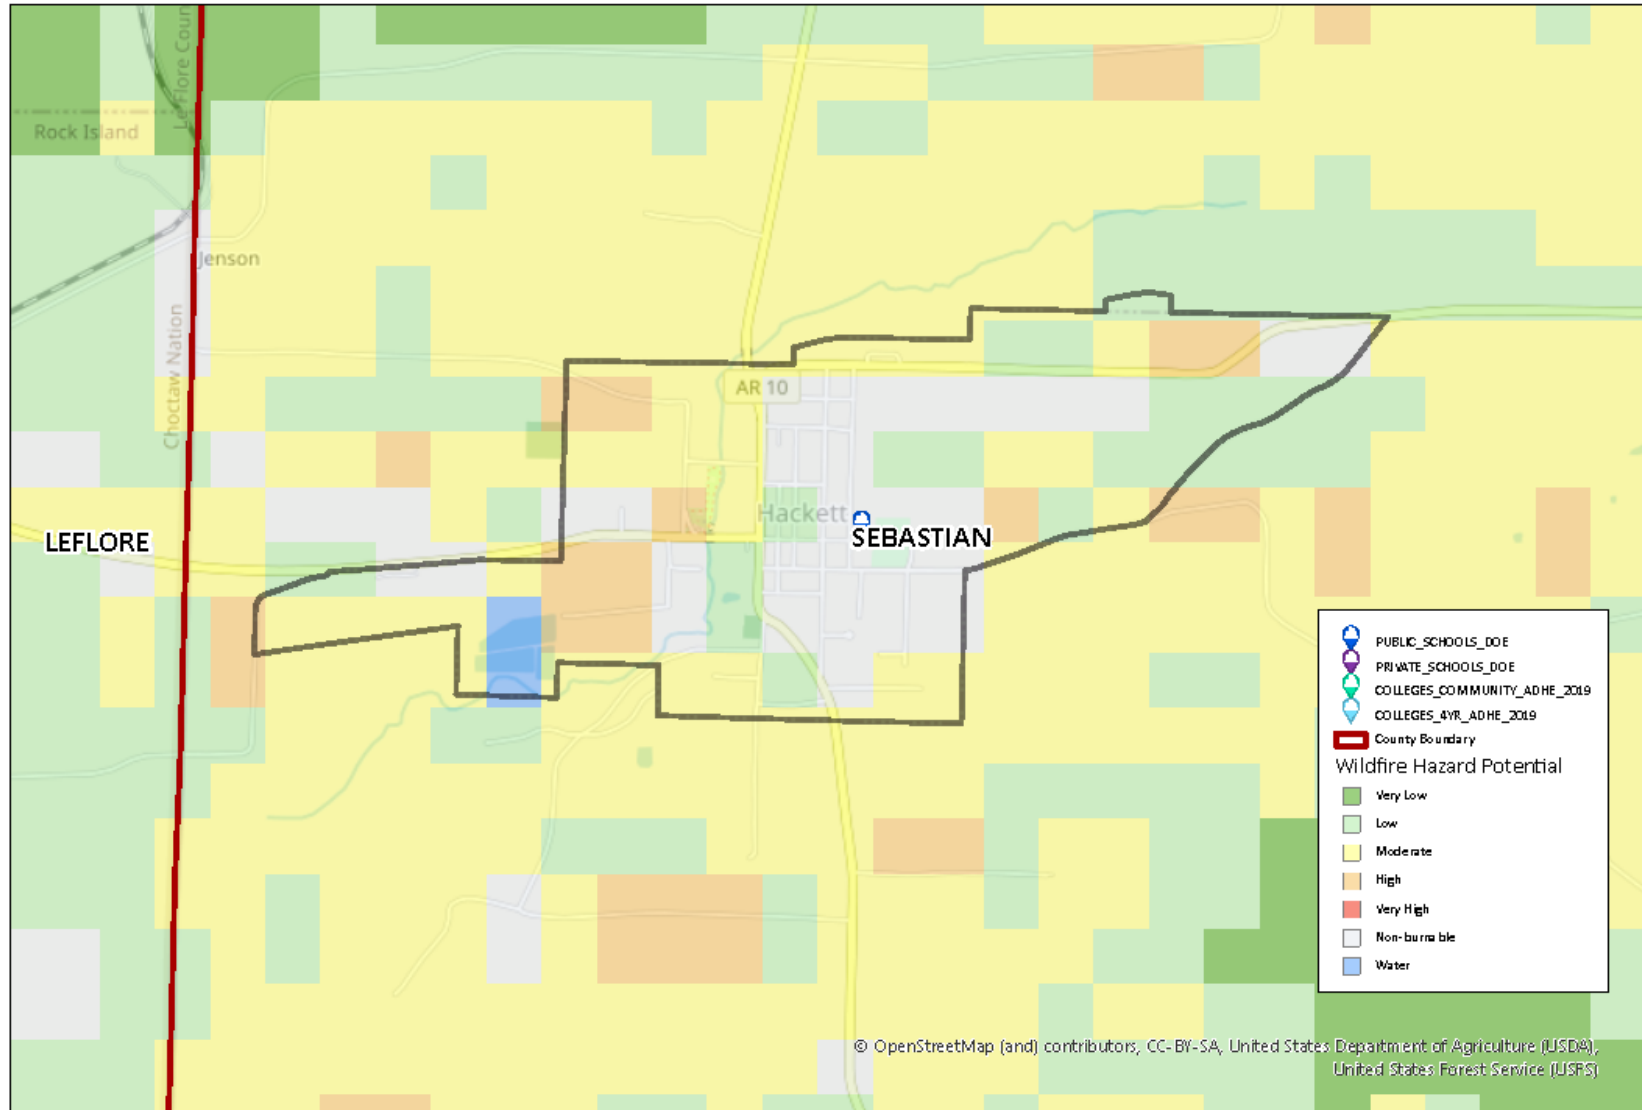 Le Flore Coun
Rock Island
Jenson
Choctaw Nation
AR 10
Hackett
LEFLORE
SEBASTIAN
PUBLIC_SCHOOLS_DOE
PRIVATE_SCHOOLS_DOE
COLLEGES_COMMUNITY_ADHE_2019
COLLEGES_4YR_ADHE_2019
County Boundary
Wildfire Hazard Potential
Very Low
Low
Moderate
High
Very High
Non-burnable
Water
© OpenStreetMap (and) contributors, CC-BY-SA, United States Department of Agriculture (USDA),
United States Forest Service (USFS)